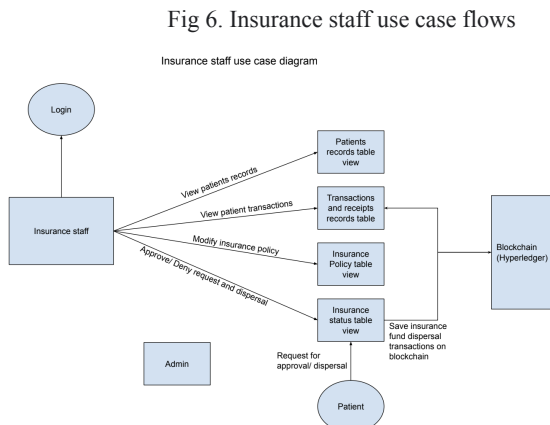 Fig 6. Insurance staff use case flows
Insurance staff use case diagram
Login
Patients
records table
view
View patients records
View patient transactions
Transactions
and receipts
records table
Insurance staff
Blockchain
(Hyperledger)
Modify insurance policy
Insurance
Policy table
view
Approve/ Deny request and dispersal
Insurance
status table
view
Save insurance
fund dispersal
transactions on
blockchain
Request for
approval/ dispersal
Admin
Patient